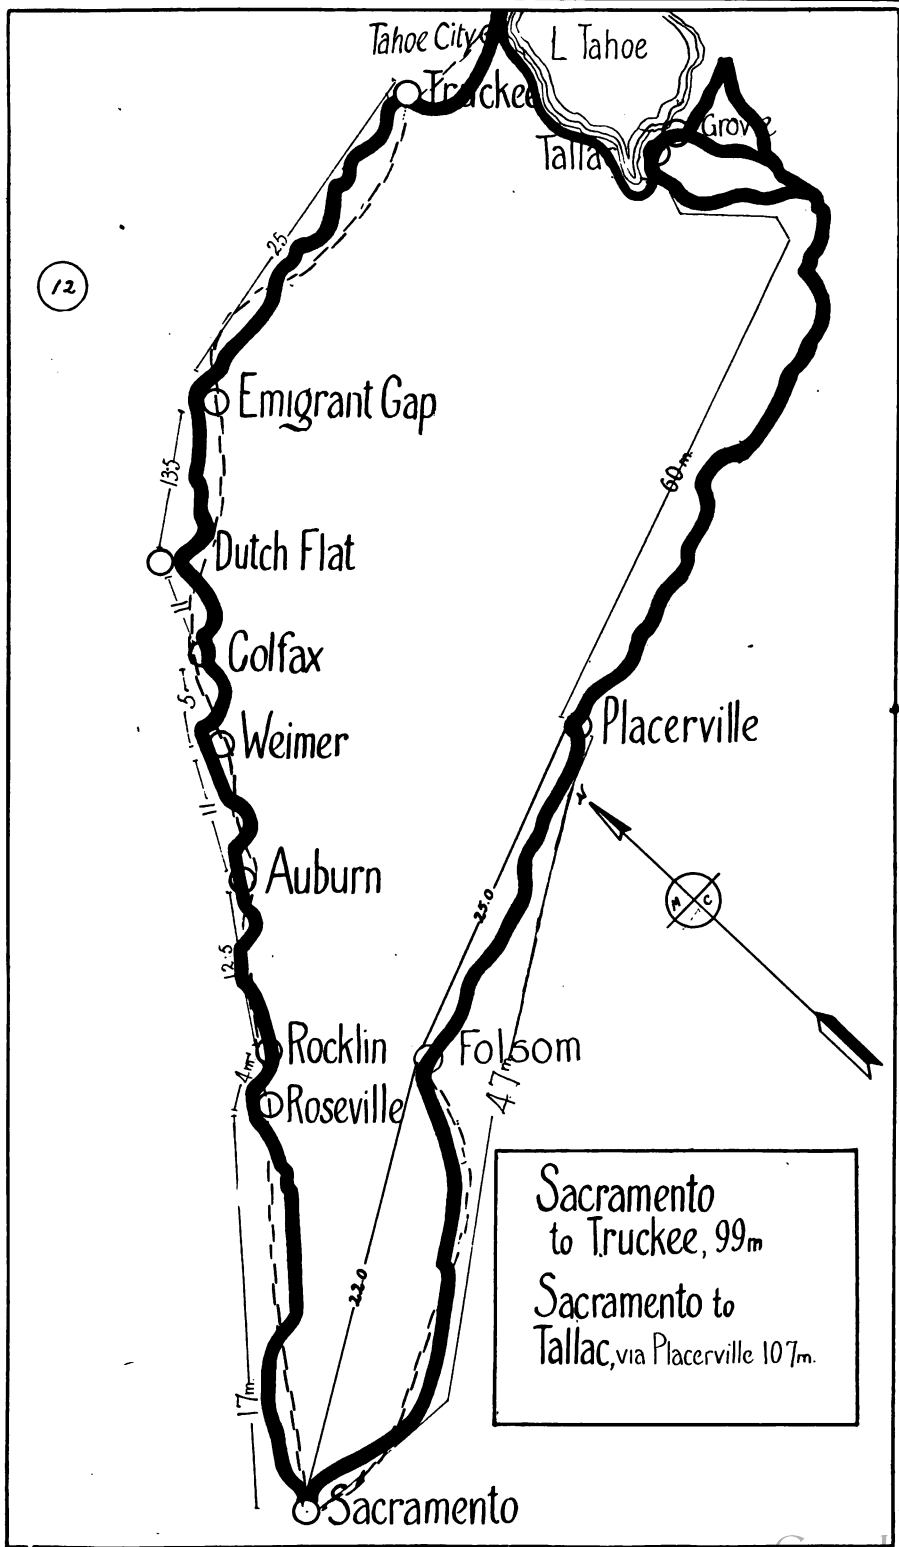 Tahoe City
L Tahoe
Truckee
Grove
Tallac
25
12
Emigrant Gap
13.5
60m
Dutch Flat
11
Colfax
5
Weimer
Placerville
N
11
Auburn
M C
25.0
12.5
Rocklin
Folsom
4m
47m
Roseville
Sacramento
to Truckee, 99m
Sacramento to
Tallac, via Placerville 107m.
22.0
17m
Sacramento